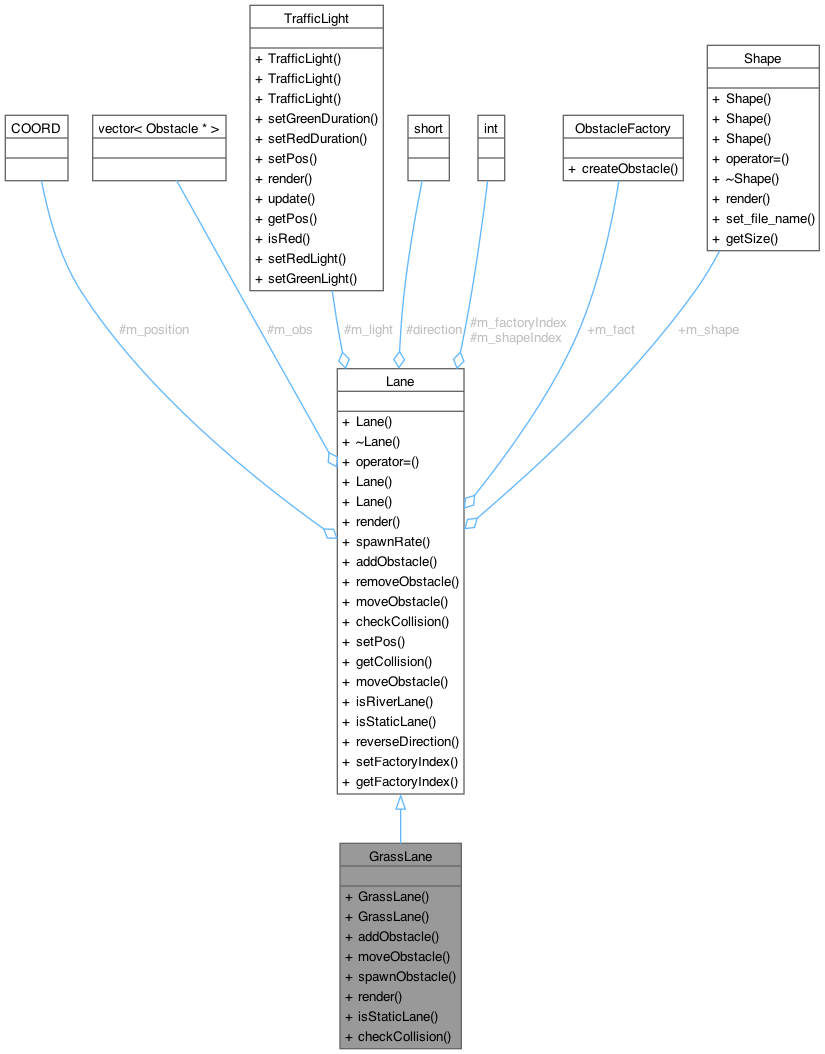 TrafficLight
+ TrafficLight()
+ TrafficLight()
+ TrafficLight()
+ setGreenDuration()
+ setRedDuration()
+ setPos()
+ render()
+ update()
+ getPos()
+ isRed()
+ setRedLight()
+ setGreenLight()
Shape
+ Shape()
+ Shape()
+ Shape()
+ operator=()
+ ~Shape()
+ render()
+ set_file_name()
+ getSize()
COORD
vector< Obstacle * >
short
int
ObstacleFactory
+ createObstacle()
#m_position
#m_obs
#m_light
#direction
#m_factoryIndex
#m_shapeIndex
+m_fact
+m_shape
Lane
+ Lane()
+ ~Lane()
+ operator=()
+ Lane()
+ Lane()
+ render()
+ spawnRate()
+ addObstacle()
+ removeObstacle()
+ moveObstacle()
+ checkCollision()
+ setPos()
+ getCollision()
+ moveObstacle()
+ isRiverLane()
+ isStaticLane()
+ reverseDirection()
+ setFactoryIndex()
+ getFactoryIndex()
GrassLane
+ GrassLane()
+ GrassLane()
+ addObstacle()
+ moveObstacle()
+ spawnObstacle()
+ render()
+ isStaticLane()
+ checkCollision()